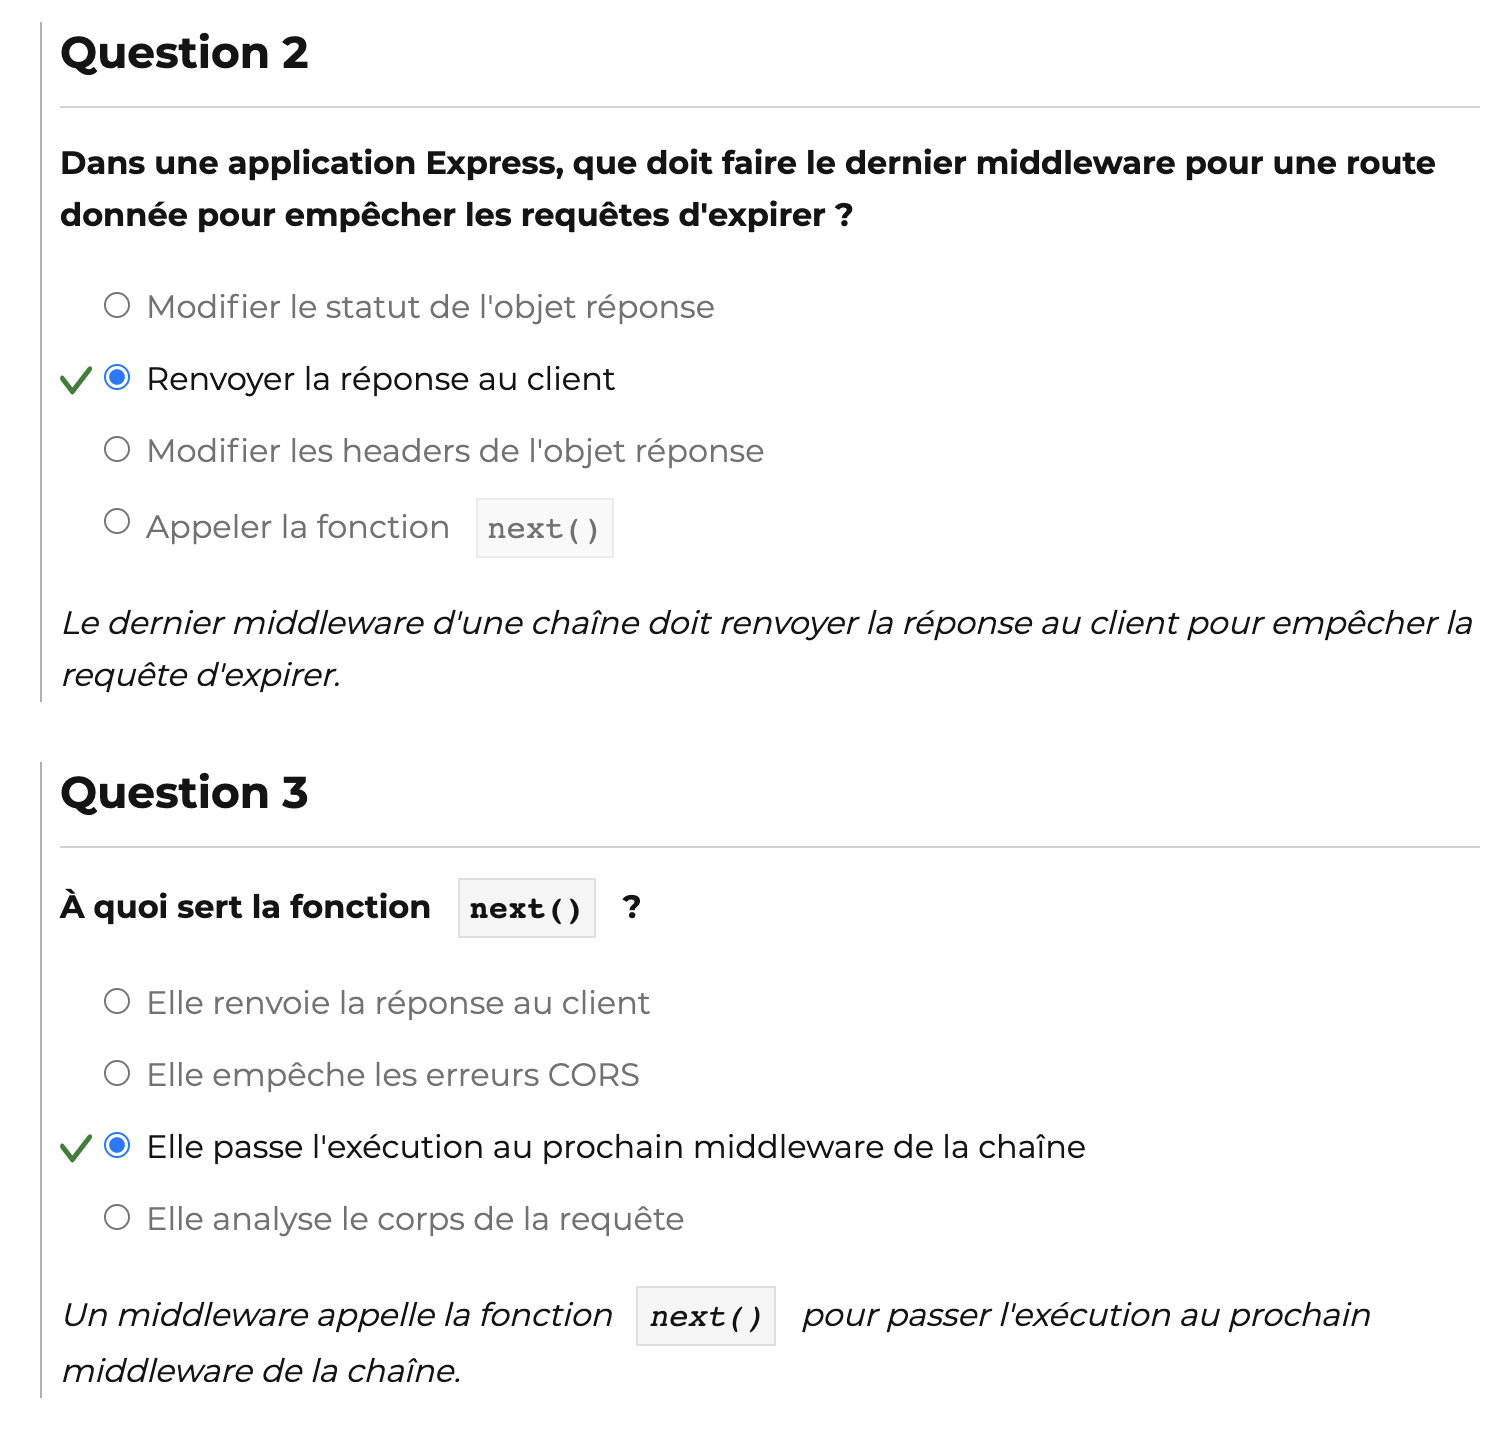 Question 2
Dans une application Express, que doit faire le dernier middleware pour une route
donnée pour empêcher les requêtes d'expirer ?
Modifier le statut de l'objet réponse
Renvoyer la réponse au client
Modifier les headers de l'objet réponse
Appeler la fonction next()
Le dernier middleware d'une chaîne doit renvoyer la réponse au client pour empêcher la
requête d'expirer.
Question 3
À quoi sert la fonction next() ?
Elle renvoie la réponse au client
Elle empêche les erreurs CORS
Elle passe l'exécution au prochain middleware de la chaîne
Elle analyse le corps de la requête
Un middleware appelle la fonction next() pour passer l'exécution au prochain
middleware de la chaîne.